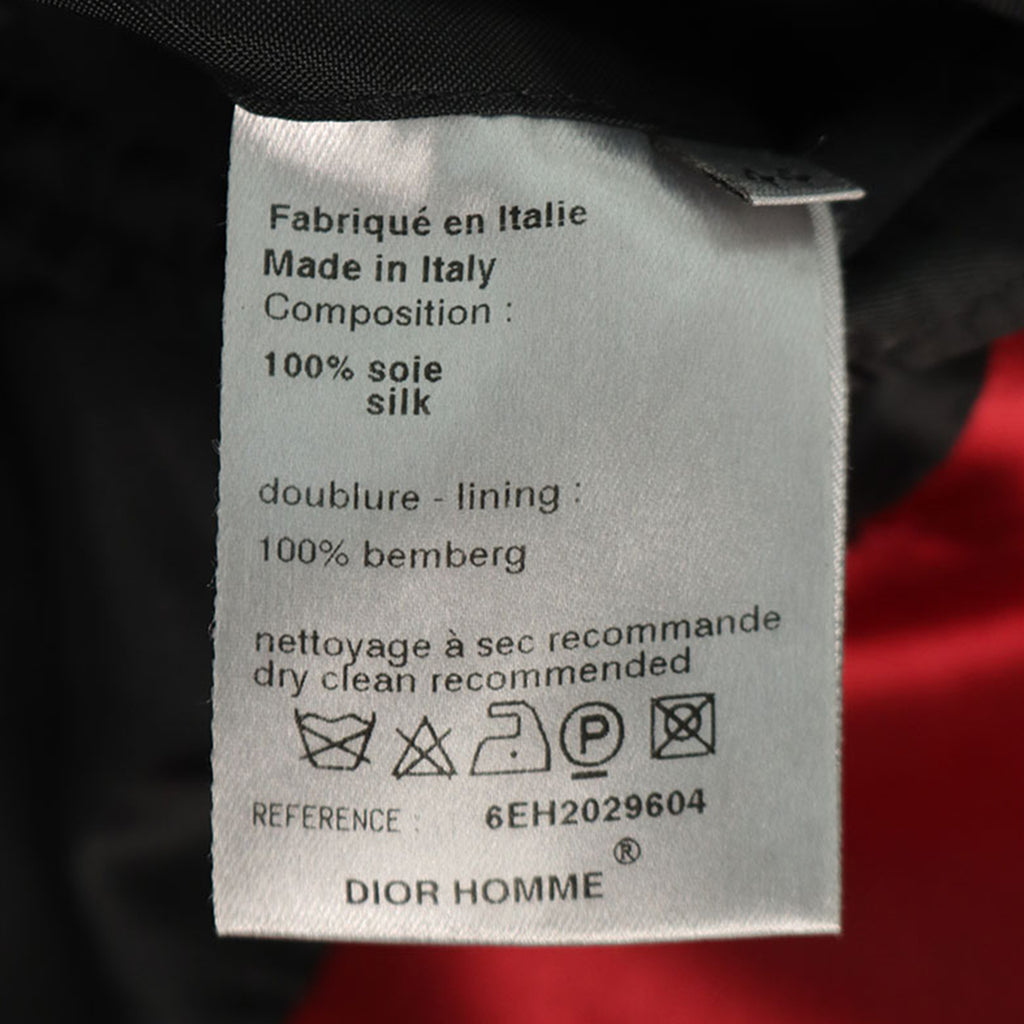 Fabriqué en Italie
Made in Italy
Composition :
100% soie
silk
doublure - lining :
100% bemberg
nettoyage à sec recommande
dry clean recommended
P
REFERENCE : 6EH2029604
®
DIOR HOMME